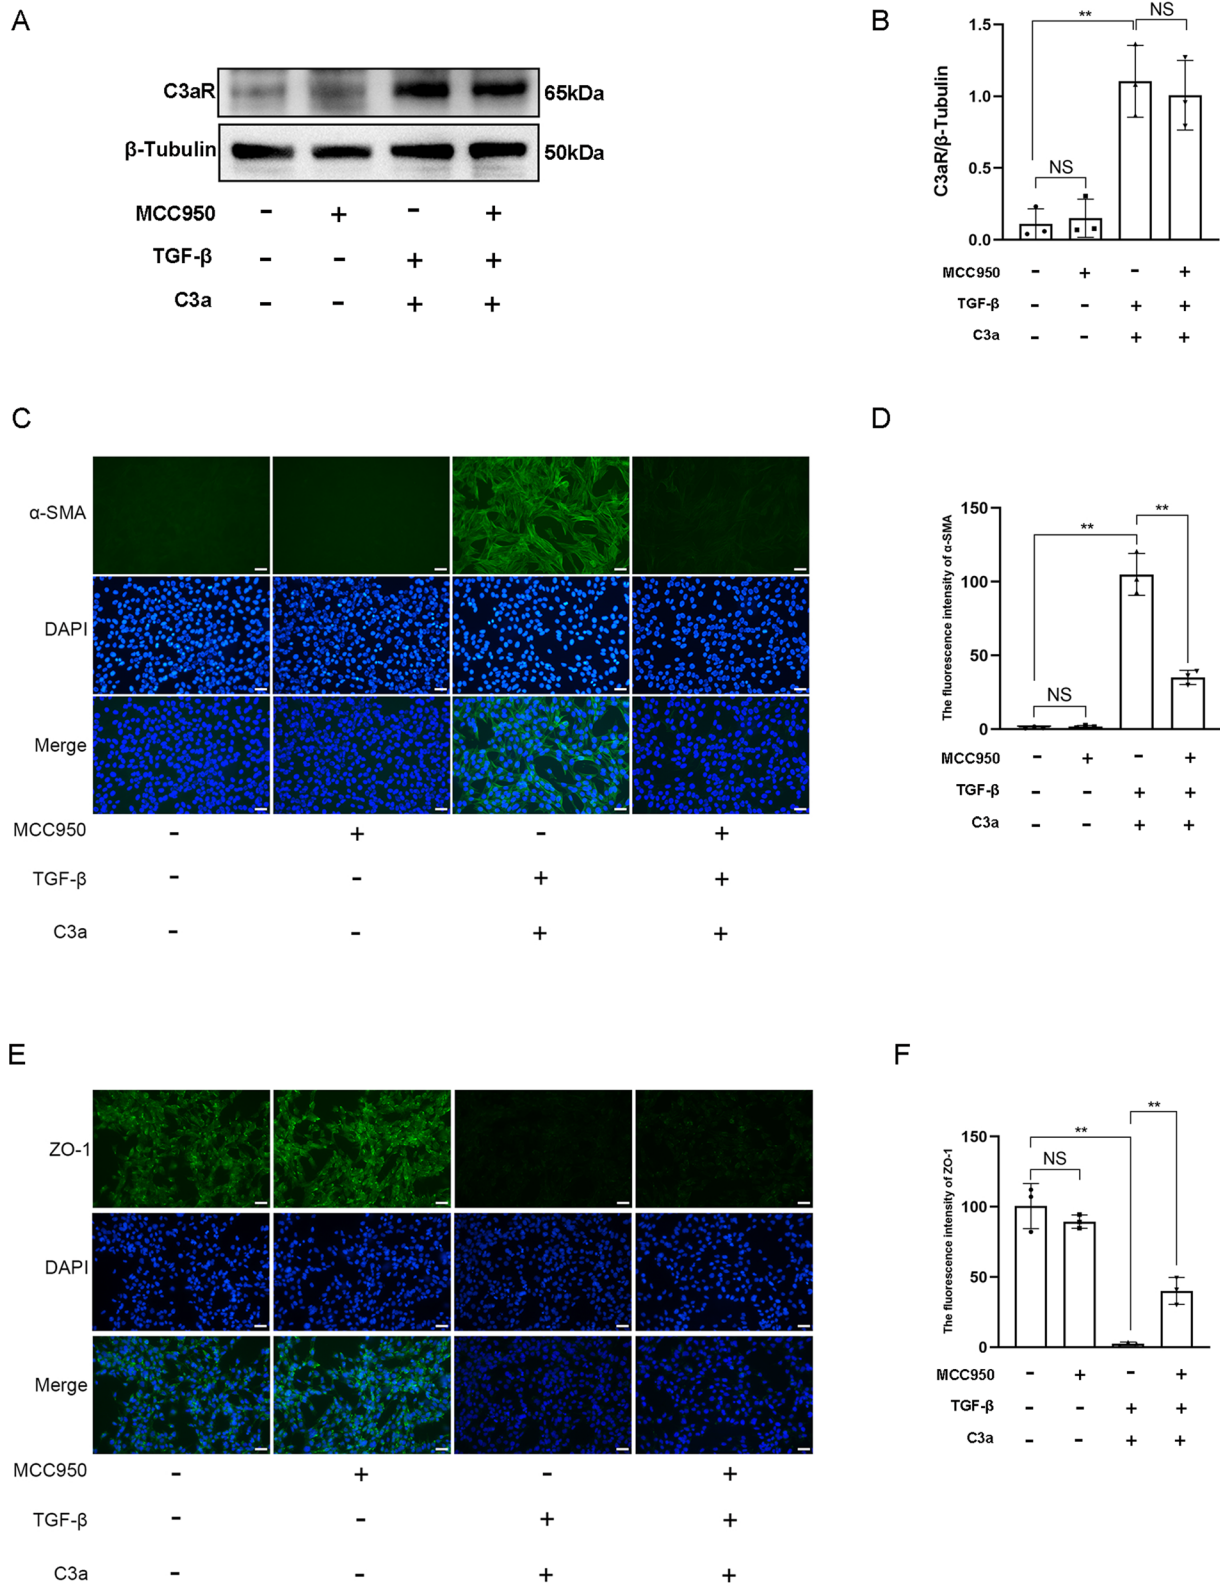 A
C3aR 65kDa
β-Tubulin 50kDa
MCC950 - + - +
TGF-β - - + +
C3a - - + +
B
** NS
1.5
1.0
0.5
0.0
C3aR/β-Tubulin
NS
MCC950 - + - +
TGF-β - - + +
C3a - - + +
C
α-SMA
DAPI
Merge
MCC950 - + - +
TGF-β - - + +
C3a - - + +
D
150
100
50
0
The fluorescence intensity of α-SMA
** **
NS
MCC950 - + - +
TGF-β - - + +
C3a - - + +
E
ZO-1
DAPI
Merge
MCC950 - + - +
TGF-β - - + +
C3a - - + +
F
150
100
50
0
The fluorescence intensity of ZO-1
**
**
NS
MCC950 - + - +
TGF-β - - + +
C3a - - + +